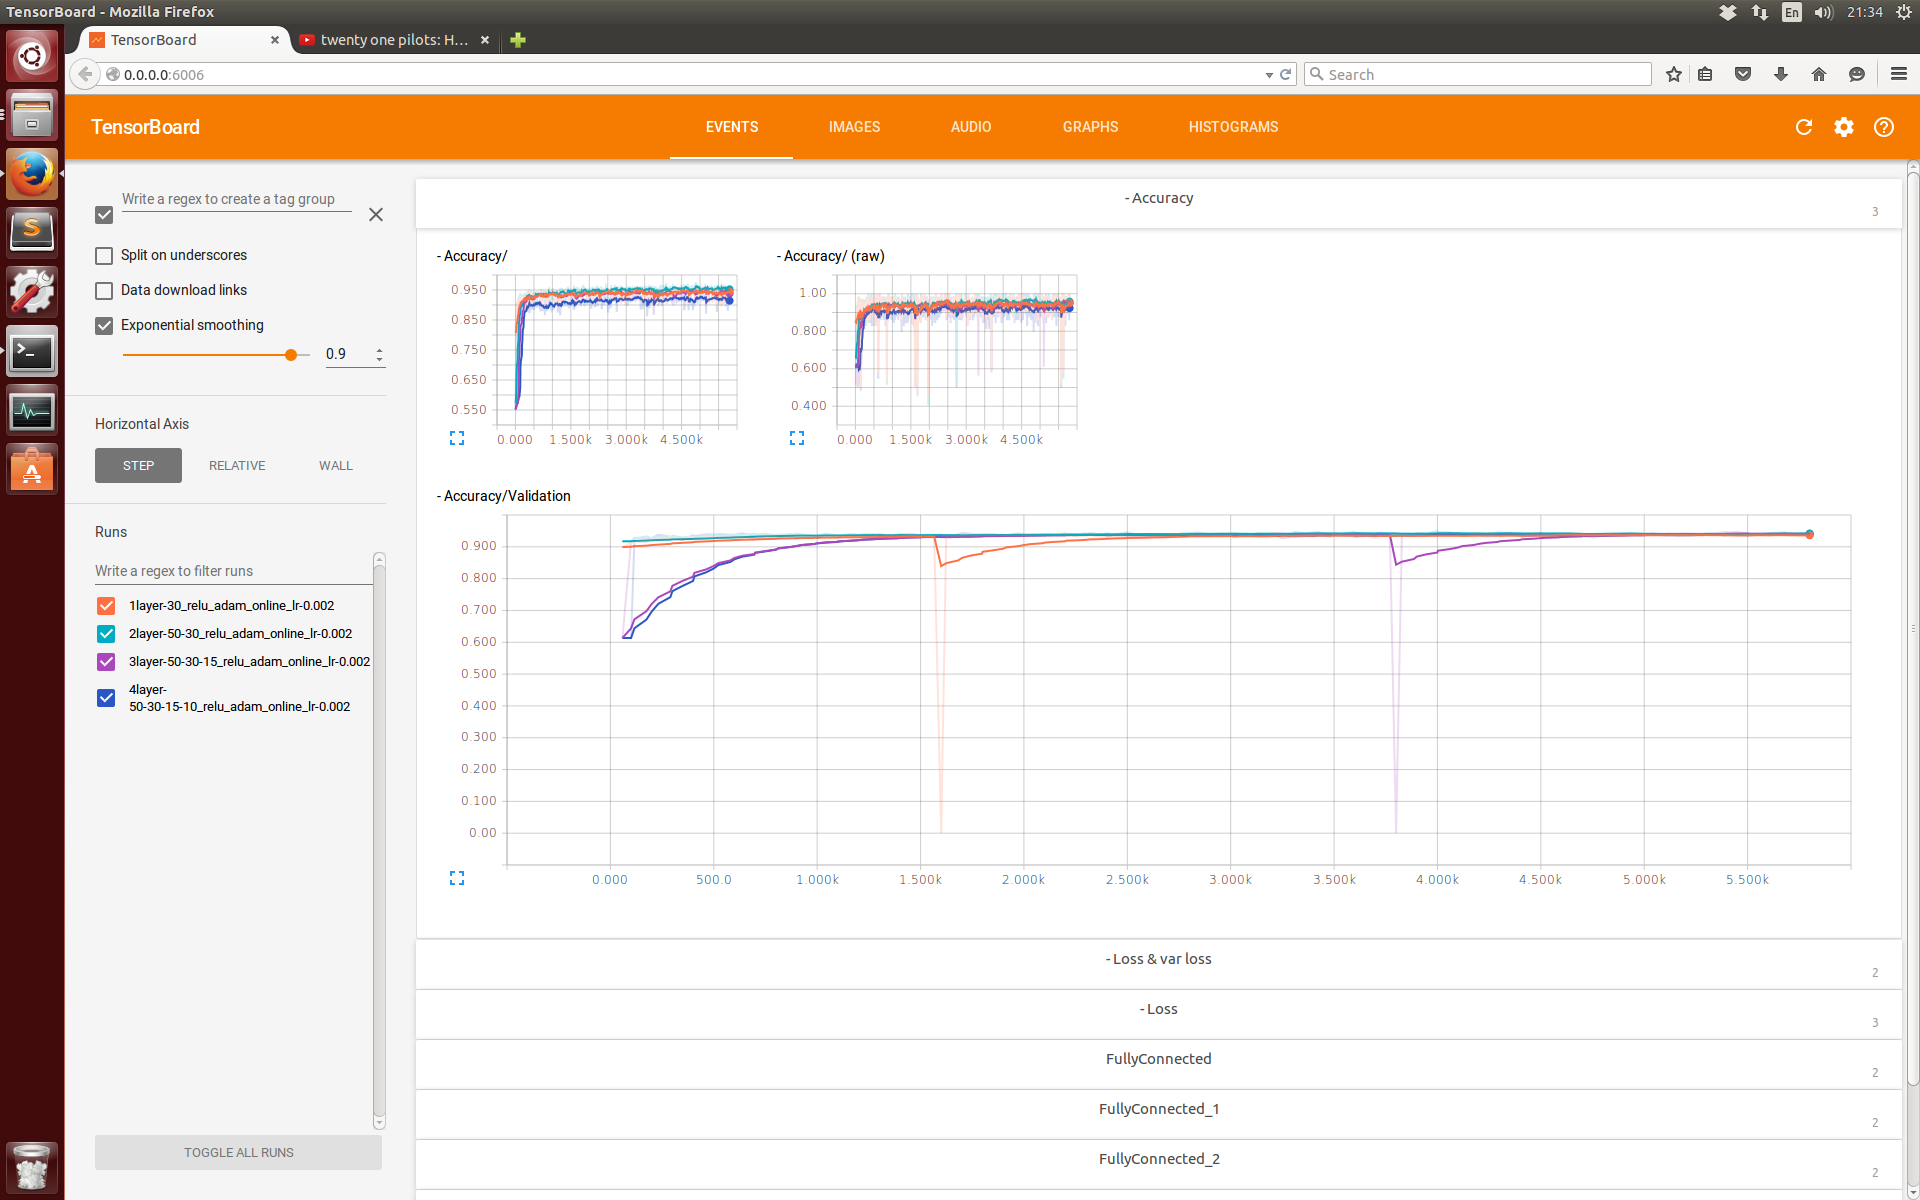 TensorBoard - Mozilla Firefox
En
21:34
TensorBoard
twenty one pilots: H...
0.0.0.0:6006
Search
TensorBoard
EVENTS
IMAGES
AUDIO
GRAPHS
HISTOGRAMS
Write a regex to create a tag group
Split on underscores
Data download links
Exponential smoothing
0.9
Horizontal Axis
STEP
RELATIVE
WALL
Runs
Write a regex to filter runs
1layer-30_relu_adam_online_lr-0.002
2layer-50-30_relu_adam_online_lr-0.002
3layer-50-30-15_relu_adam_online_lr-0.002
4layer-
50-30-15-10_relu_adam_online_lr-0.002
TOGGLE ALL RUNS
- Accuracy
3
- Accuracy/
0.950
0.850
0.750
0.650
0.550
0.000 1.500k 3.000k 4.500k
- Accuracy/ (raw)
1.00
0.800
0.600
0.400
0.000 1.500k 3.000k 4.500k
- Accuracy/Validation
0.900
0.800
0.700
0.600
0.500
0.400
0.300
0.200
0.100
0.00
0.000 500.0 1.000k 1.500k 2.000k 2.500k 3.000k 3.500k 4.000k 4.500k 5.000k 5.500k
- Loss & var loss
2
- Loss
3
FullyConnected
2
FullyConnected_1
2
FullyConnected_2
2